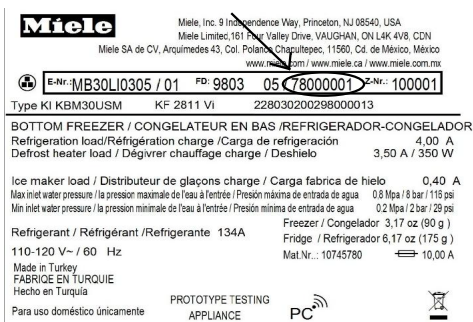 Miele
Miele, Inc. 9 Independence Way, Princeton, NJ 08540, USA
Miele Limited,161 Four Valley Drive, VAUGHAN, ON L4K 4V8, CDN
Miele SA de CV, Arquímedes 43, Col. Polanco Chapultepec, 11560, Cd. de México, México
www.miele.com / www.miele.ca / www.miele.com.mx
E-Nr.:MB30LI0305 / 01 FD: 9803 05 78000001 Z-Nr.: 100001
Type KI KBM30USM KF 2811 Vi 228030200298000013
BOTTOM FREEZER / CONGELATEUR EN BAS /REFRIGERADOR-CONGELADOR
Refrigeration load/Réfrigération charge /Carga de refrigeración 4,00 A
Defrost heater load / Dégivrer chauffage charge / Deshielo 3,50 A / 350 W
Ice maker load / Distributeur de glaçons charge / Carga fabrica de hielo 0,40 A
Max inlet water pressure / la pression maximale de l'eau à l'entrée / Presión máxima de entrada de agua 0.8 Mpa / 8 bar / 116 psi
Min inlet water pressure / la pression minimale de l'eau à l'entrée / Presión mínima de entrada de agua 0.2 Mpa / 2 bar / 29 psi
Refrigerant / Réfrigérant /Refrigerante 134A
Freezer / Congelador 3,17 oz (90 g )
Fridge / Refrigerador 6,17 oz (175 g )
110-120 V~ / 60 Hz
Mat.Nr..: 10745780 10,00 A
Made in Turkey
FABRIQE EN TURQUIE
Hecho en Turquía
Para uso doméstico únicamente
PROTOTYPE TESTING
APPLIANCE
PC